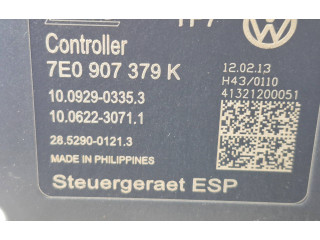 Controller
7E0 907 379 K
12.02.13
H43/0110
10.0929-0335.3
41321200051
10.0622-3071.1
28.5290-0121.3
MADE IN PHILIPPINES
Steuergeraet ESP